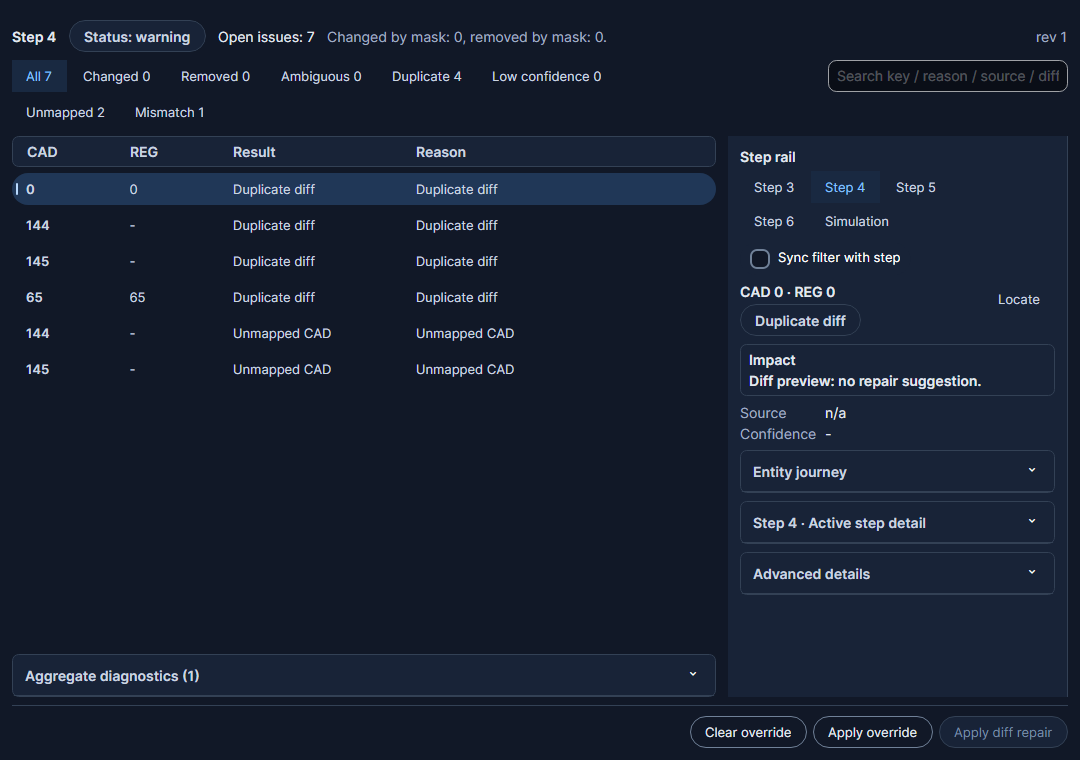 Step 4 Status: warning Open issues: 7 Changed by mask: 0, removed by mask: 0. rev 1
All 7 Changed 0 Removed 0 Ambiguous 0 Duplicate 4 Low confidence 0 Search key / reason / source / diff
Unmapped 2 Mismatch 1
CAD REG Result Reason
0 0 Duplicate diff Duplicate diff
144 - Duplicate diff Duplicate diff
145 - Duplicate diff Duplicate diff
65 65 Duplicate diff Duplicate diff
144 - Unmapped CAD Unmapped CAD
145 - Unmapped CAD Unmapped CAD
Aggregate diagnostics (1)
Step rail
Step 3 Step 4 Step 5
Step 6 Simulation
Sync filter with step
CAD 0 · REG 0
Locate
Duplicate diff
Impact
Diff preview: no repair suggestion.
Source n/a
Confidence -
Entity journey
Step 4 · Active step detail
Advanced details
Clear override Apply override Apply diff repair